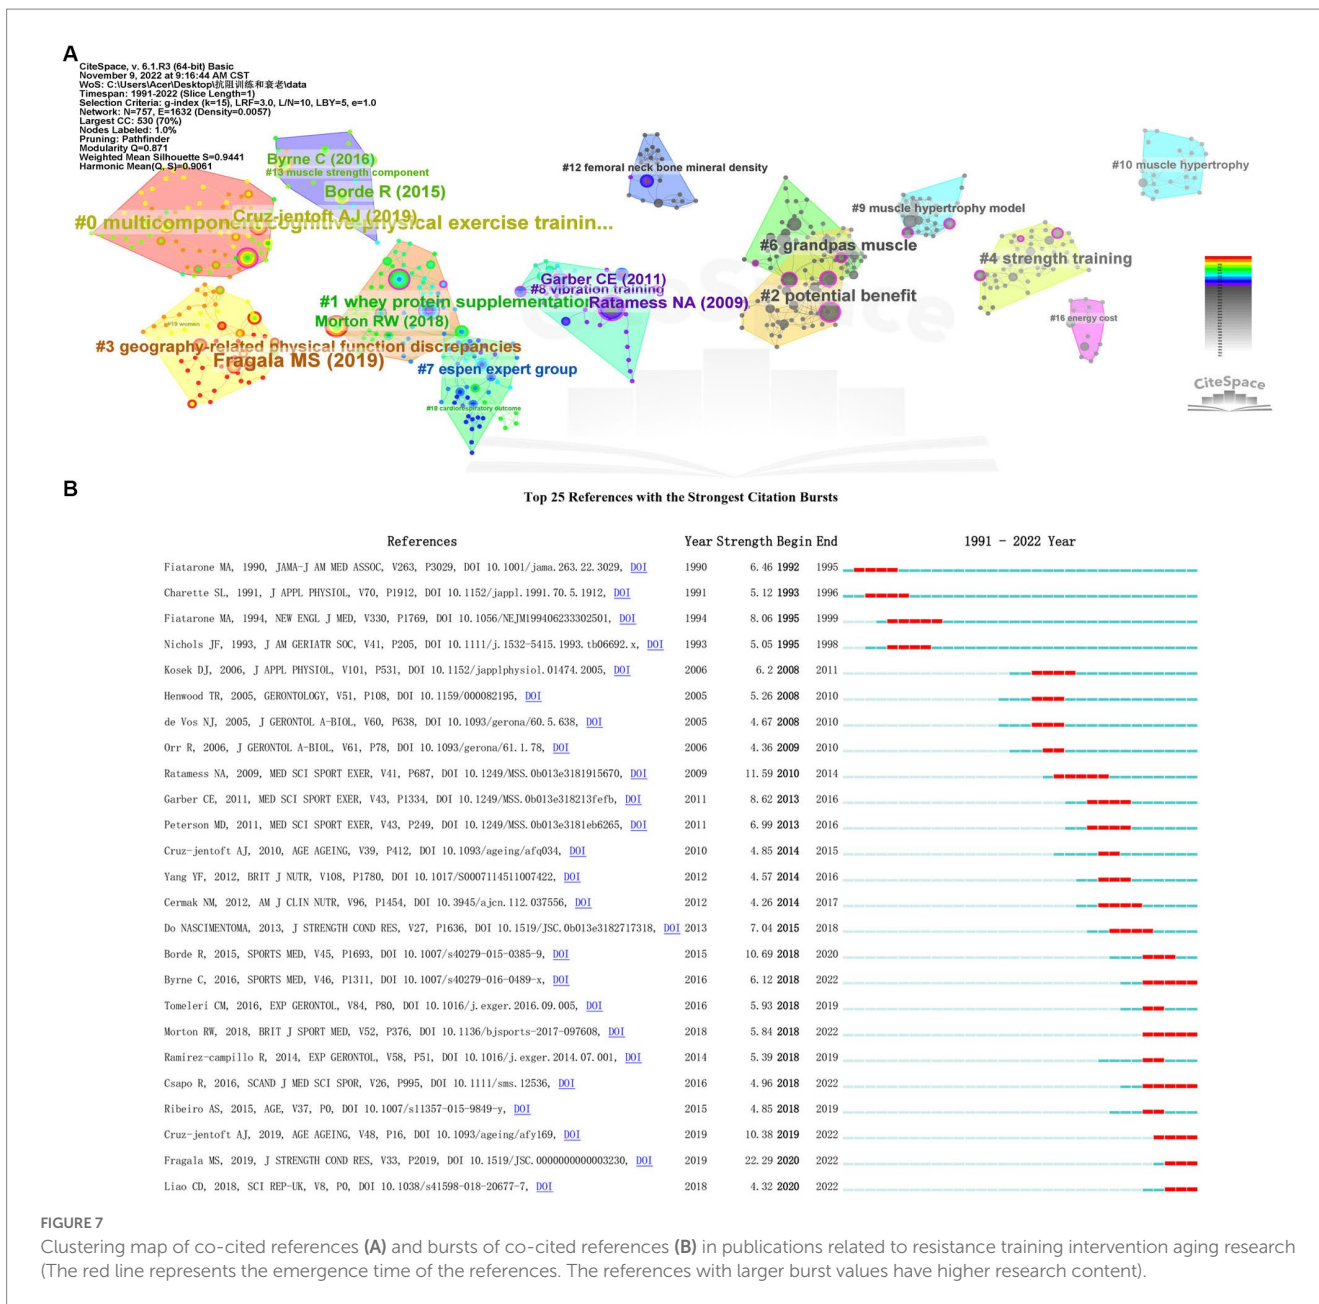 A
CiteSpace, v. 6.1.R3 (64-bit) Basic
November 9, 2022 at 9:16:44 AM CST
WoS: C:\Users\Acer\Desktop\抗阻训练和衰老\data
Timespan: 1991-2022 (Slice Length=1)
Selection Criteria: g-index (k=15), LRF=3.0, L/N=10, LBY=5, e=1.0
Network: N=757, E=1632 (Density=0.0057)
Largest CC: 530 (70%)
Nodes Labeled: 1.0%
Pruning: Pathfinder
Modularity Q=0.871
Weighted Mean Silhouette S=0.9441
Harmonic Mean(Q, S)=0.9061
Byrne C (2016)
#13 muscle strength component
Borde R (2015)
Cruz-jentoft AJ (2019)
#0 multicomponent cognitive-physical exercise trainin...
#12 femoral neck bone mineral density
#10 muscle hypertrophy
#9 muscle hypertrophy model
#6 grandpas muscle
#4 strength training
#2 potential benefit
Garber CE (2011)
#8 vibration training
Ratamess NA (2009)
#1 whey protein supplementation
Morton RW (2018)
#19 women
#3 geography-related physical function discrepancies
Fragala MS (2019)
#7 espen expert group
#16 energy cost
#18 cardiorespiratory outcome
CiteSpace
CiteSpace
B
Top 25 References with the Strongest Citation Bursts
References Year Strength Begin End 1991 - 2022 Year
Fiatarone MA, 1990, JAMA-J AM MED ASSOC, V263, P3029, DOI 10.1001/jama.263.22.3029, DOI 1990 6.46 1992 1995
Charette SL, 1991, J APPL PHYSIOL, V70, P1912, DOI 10.1152/jappl.1991.70.5.1912, DOI 1991 5.12 1993 1996
Fiatarone MA, 1994, NEW ENGL J MED, V330, P1769, DOI 10.1056/NEJM199406233302501, DOI 1994 8.06 1995 1999
Nichols JF, 1993, J AM GERIATR SOC, V41, P205, DOI 10.1111/j.1532-5415.1993.tb06692.x, DOI 1993 5.05 1995 1998
Kosek DJ, 2006, J APPL PHYSIOL, V101, P531, DOI 10.1152/japplphysiol.01474.2005, DOI 2006 6.2 2008 2011
Henwood TR, 2005, GERONTOLOGY, V51, P108, DOI 10.1159/000082195, DOI 2005 5.26 2008 2010
de Vos NJ, 2005, J GERONTOL A-BIOL, V60, P638, DOI 10.1093/gerona/60.5.638, DOI 2005 4.67 2008 2010
Orr R, 2006, J GERONTOL A-BIOL, V61, P78, DOI 10.1093/gerona/61.1.78, DOI 2006 4.36 2009 2010
Ratamess NA, 2009, MED SCI SPORT EXER, V41, P687, DOI 10.1249/MSS.0b013e3181915670, DOI 2009 11.59 2010 2014
Garber CE, 2011, MED SCI SPORT EXER, V43, P1334, DOI 10.1249/MSS.0b013e318213fefb, DOI 2011 8.62 2013 2016
Peterson MD, 2011, MED SCI SPORT EXER, V43, P249, DOI 10.1249/MSS.0b013e3181eb6265, DOI 2011 6.99 2013 2016
Cruz-jentoft AJ, 2010, AGE AGEING, V39, P412, DOI 10.1093/ageing/afq034, DOI 2010 4.85 2014 2015
Yang YF, 2012, BRIT J NUTR, V108, P1780, DOI 10.1017/S0007114511007422, DOI 2012 4.57 2014 2016
Cermak NM, 2012, AM J CLIN NUTR, V96, P1454, DOI 10.3945/ajcn.112.037556, DOI 2012 4.26 2014 2017
Do NASCIMENTOMA, 2013, J STRENGTH COND RES, V27, P1636, DOI 10.1519/JSC.0b013e3182717318, DOI 2013 7.04 2015 2018
Borde R, 2015, SPORTS MED, V45, P1693, DOI 10.1007/s40279-015-0385-9, DOI 2015 10.69 2018 2020
Byrne C, 2016, SPORTS MED, V46, P1311, DOI 10.1007/s40279-016-0489-x, DOI 2016 6.12 2018 2022
Tomeleri CM, 2016, EXP GERONTOL, V84, P80, DOI 10.1016/j.exger.2016.09.005, DOI 2016 5.93 2018 2019
Morton RW, 2018, BRIT J SPORT MED, V52, P376, DOI 10.1136/bjsports-2017-097608, DOI 2018 5.84 2018 2022
Ramirez-campillo R, 2014, EXP GERONTOL, V58, P51, DOI 10.1016/j.exger.2014.07.001, DOI 2014 5.39 2018 2019
Csapo R, 2016, SCAND J MED SCI SPOR, V26, P995, DOI 10.1111/sms.12536, DOI 2016 4.96 2018 2022
Ribeiro AS, 2015, AGE, V37, P0, DOI 10.1007/s11357-015-9849-y, DOI 2015 4.85 2018 2019
Cruz-jentoft AJ, 2019, AGE AGEING, V48, P16, DOI 10.1093/ageing/afy169, DOI 2019 10.38 2019 2022
Fragala MS, 2019, J STRENGTH COND RES, V33, P2019, DOI 10.1519/JSC.0000000000003230, DOI 2019 22.29 2020 2022
Liao CD, 2018, SCI REP-UK, V8, P0, DOI 10.1038/s41598-018-20677-7, DOI 2018 4.32 2020 2022
FIGURE 7
Clustering map of co-cited references (A) and bursts of co-cited references (B) in publications related to resistance training intervention aging research
(The red line represents the emergence time of the references. The references with larger burst values have higher research content).